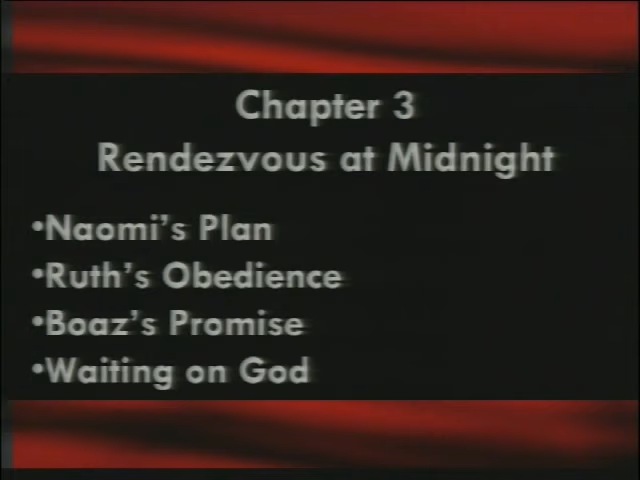 Chapter 3
Rendezvous at Midnight
•Naomi's Plan
•Ruth's Obedience
•Boaz's Promise
•Waiting on God